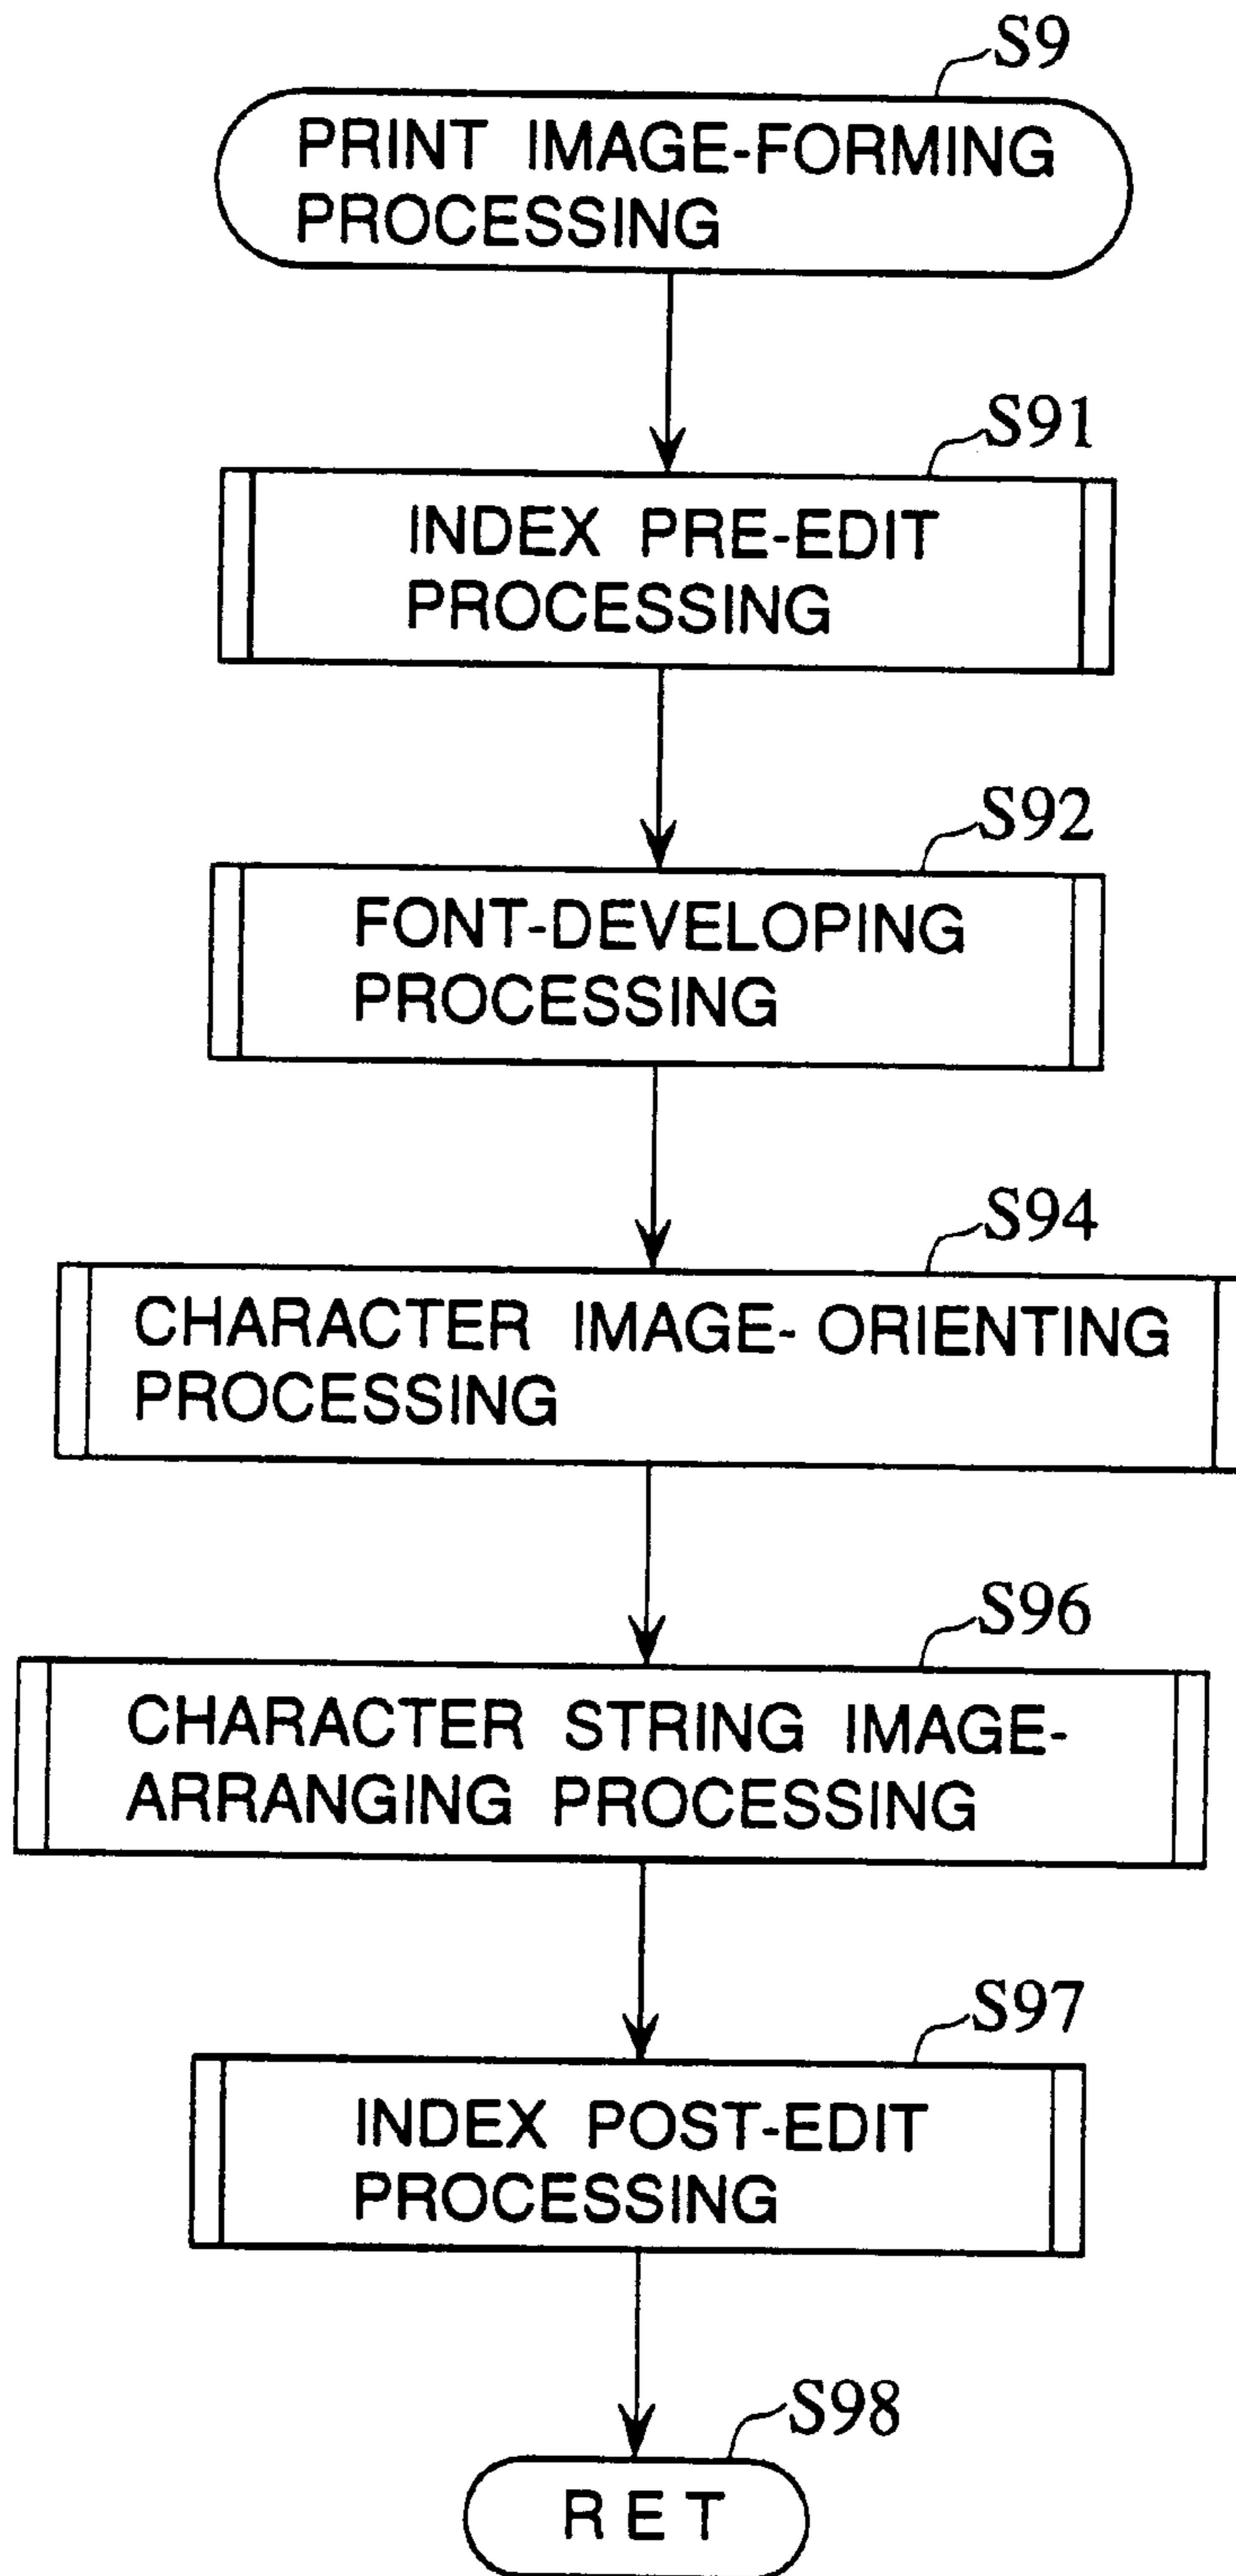 S9
PRINT IMAGE-FORMING
PROCESSING
S91
INDEX PRE-EDIT
PROCESSING
S92
FONT-DEVELOPING
PROCESSING
S94
CHARACTER IMAGE- ORIENTING
PROCESSING
S96
CHARACTER STRING IMAGE-
ARRANGING PROCESSING
S97
INDEX POST-EDIT
PROCESSING
S98
RET